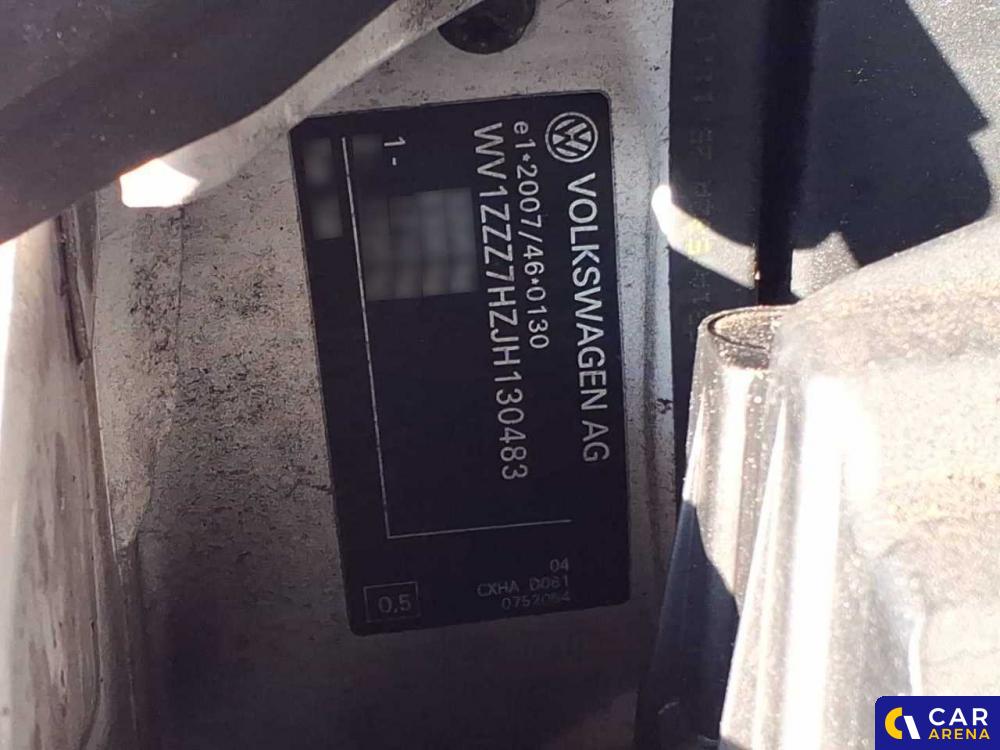 VOLKSWAGEN AG
e1*2007/46*0130
WV1ZZZ7HZJH130483
1-
04
CXHA D061
0752054
0,5
CAR
ARENA